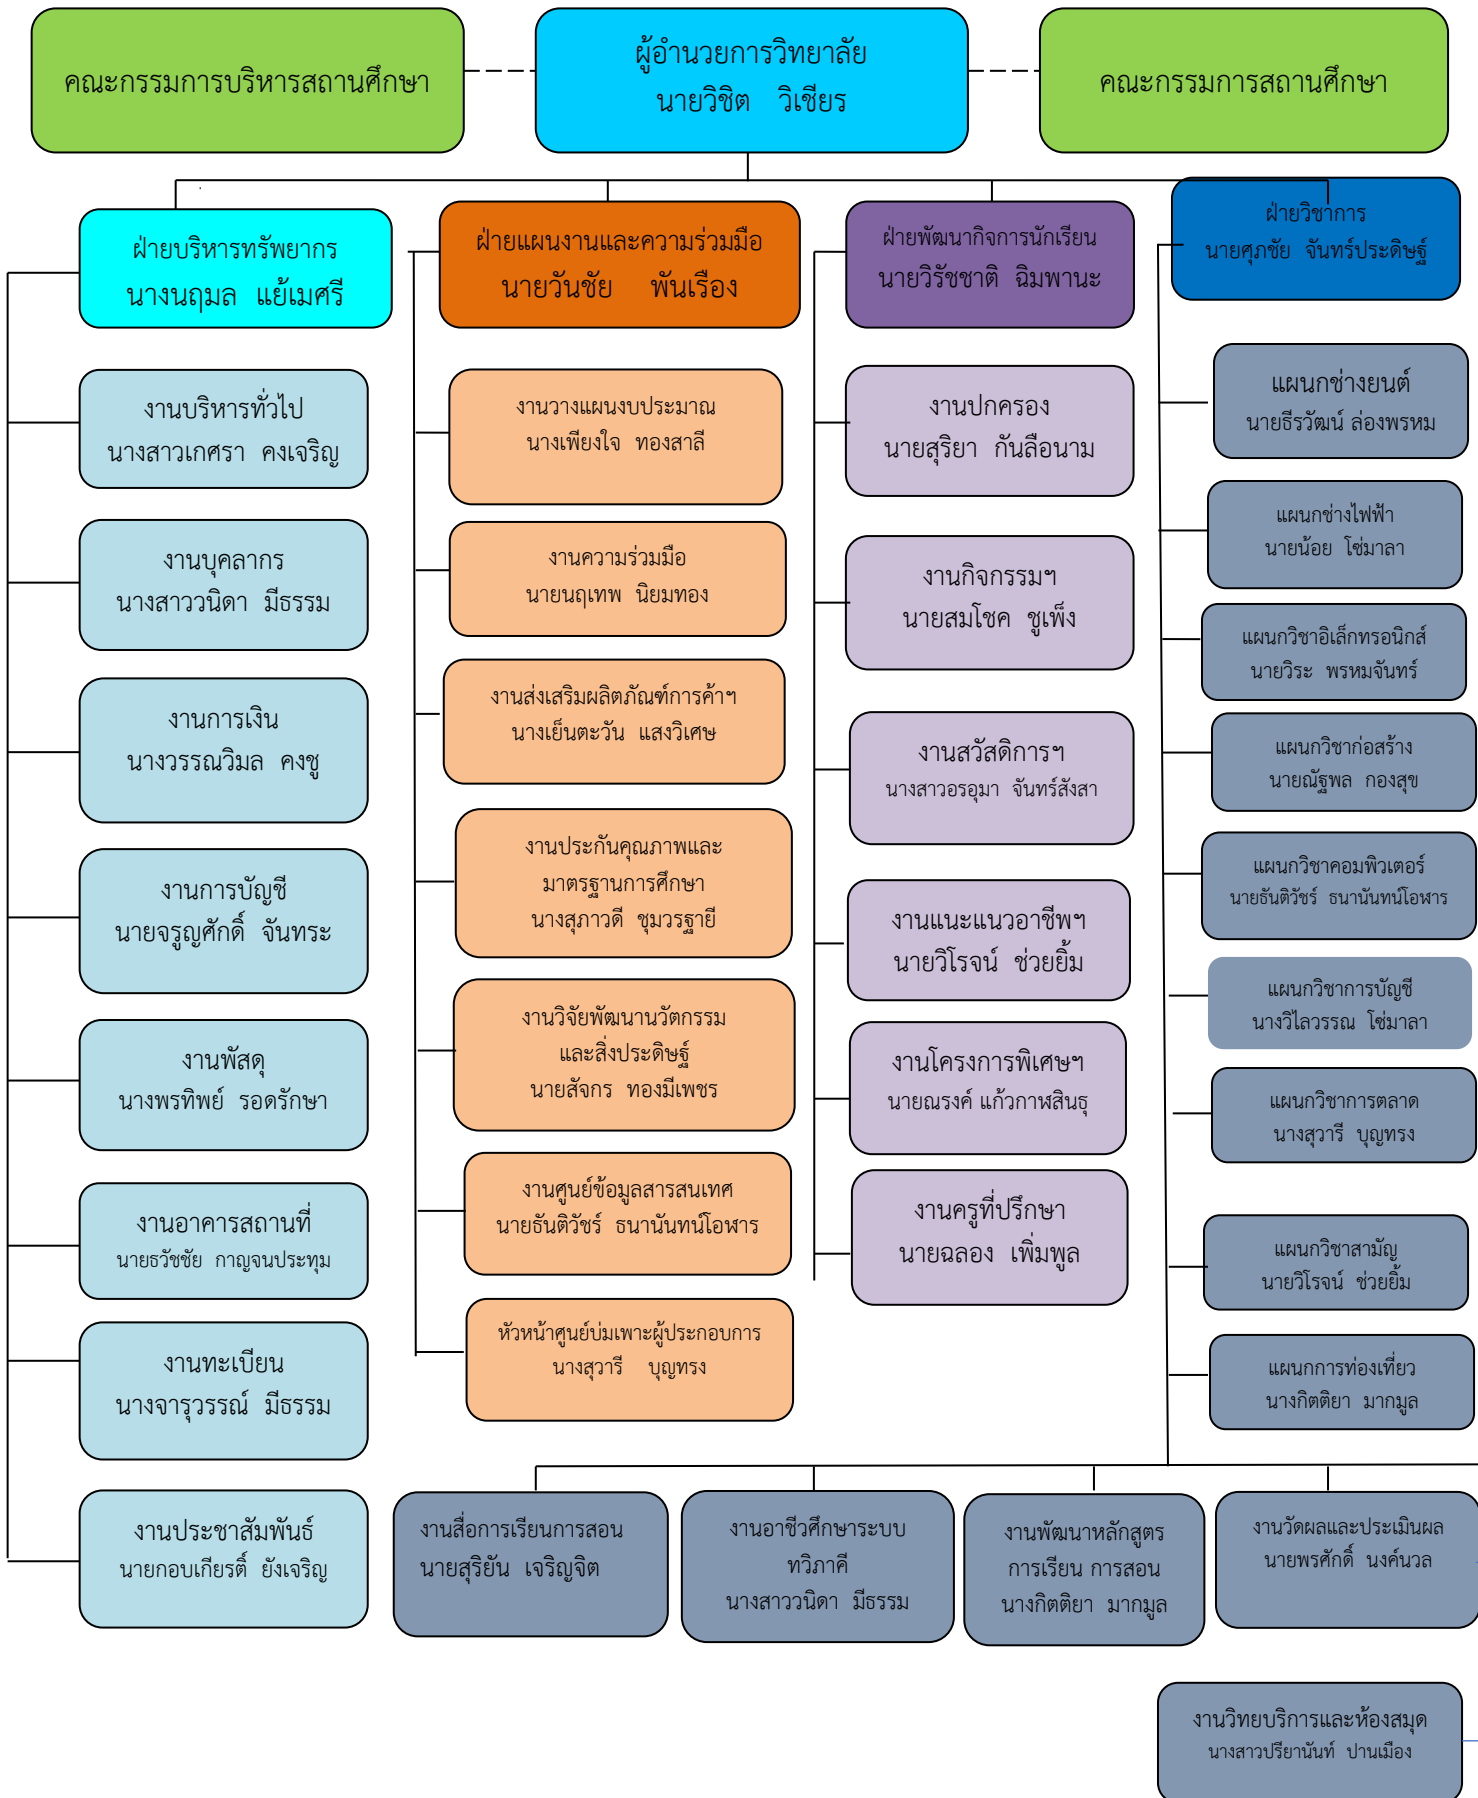 คณะกรรมการบริหารสถานศึกษา
ผู้อำนวยการวิทยาลัย
นายวิชิต วิเชียร
คณะกรรมการสถานศึกษา
ฝ่ายบริหารทรัพยากร
นางนฤมล แย้เมศรี
ฝ่ายแผนงานและความร่วมมือ
นายวันชัย พันเรือง
ฝ่ายพัฒนากิจการนักเรียน
นายวิรัชชาติ ฉิมพานะ
ฝ่ายวิชาการ
นายศุภชัย จันทร์ประดิษฐ์
งานบริหารทั่วไป
นางสาวเกศรา คงเจริญ
งานบุคลากร
นางสาววนิดา มีธรรม
งานการเงิน
นางวรรณวิมล คงชู
งานการบัญชี
นายจรูญศักดิ์ จันทระ
งานพัสดุ
นางพรทิพย์ รอดรักษา
งานอาคารสถานที่
นายธวัชชัย กาญจนประทุม
งานทะเบียน
นางจารุวรรณ์ มีธรรม
งานประชาสัมพันธ์
นายกอบเกียรติ์ ยังเจริญ
งานวางแผนงบประมาณ
นางเพียงใจ ทองสาลี
งานความร่วมมือ
นายนฤเทพ นิยมทอง
งานส่งเสริมผลิตภัณฑ์การค้าฯ
นางเย็นตะวัน แสงวิเศษ
งานประกันคุณภาพและ
มาตรฐานการศึกษา
นางสุภาวดี ชุมวรฐายี
งานวิจัยพัฒนานวัตกรรม
และสิ่งประดิษฐ์
นายสัจกร ทองมีเพชร
งานศูนย์ข้อมูลสารสนเทศ
นายธันติวัชร์ ธนานันทน์โอฬาร
หัวหน้าศูนย์บ่มเพาะผู้ประกอบการ
นางสุวารี บุญทรง
งานปกครอง
นายสุริยา กันลือนาม
งานกิจกรรมฯ
นายสมโชค ชูเพ็ง
งานสวัสดิการฯ
นางสาวอรอุมา จันทร์สังสา
งานแนะแนวอาชีพฯ
นายวิโรจน์ ช่วยยิ้ม
งานโครงการพิเศษฯ
นายณรงค์ แก้วกาฬสินธุ
งานครูที่ปรึกษา
นายฉลอง เพิ่มพูล
แผนกช่างยนต์
นายธีรวัฒน์ ล่องพรหม
แผนกช่างไฟฟ้า
นายน้อย โซ่มาลา
แผนกวิชาอิเล็กทรอนิกส์
นายวิระ พรหมจันทร์
แผนกวิชาก่อสร้าง
นายณัฐพล กองสุข
แผนกวิชาคอมพิวเตอร์
นายธันติวัชร์ ธนานันทน์โอฬาร
แผนกวิชาการบัญชี
นางวิไลวรรณ โซ่มาลา
แผนกวิชาการตลาด
นางสุวารี บุญทรง
แผนกวิชาสามัญ
นายวิโรจน์ ช่วยยิ้ม
แผนกการท่องเที่ยว
นางกิตติยา มากมูล
งานสื่อการเรียนการสอน
นายสุริยัน เจริญจิต
งานอาชีวศึกษาระบบ
ทวิภาคี
นางสาววนิดา มีธรรม
งานพัฒนาหลักสูตร
การเรียน การสอน
นางกิตติยา มากมูล
งานวัดผลและประเมินผล
นายพรศักดิ์ นงค์นวล
งานวิทยบริการและห้องสมุด
นางสาวปรียานันท์ ปานเมือง